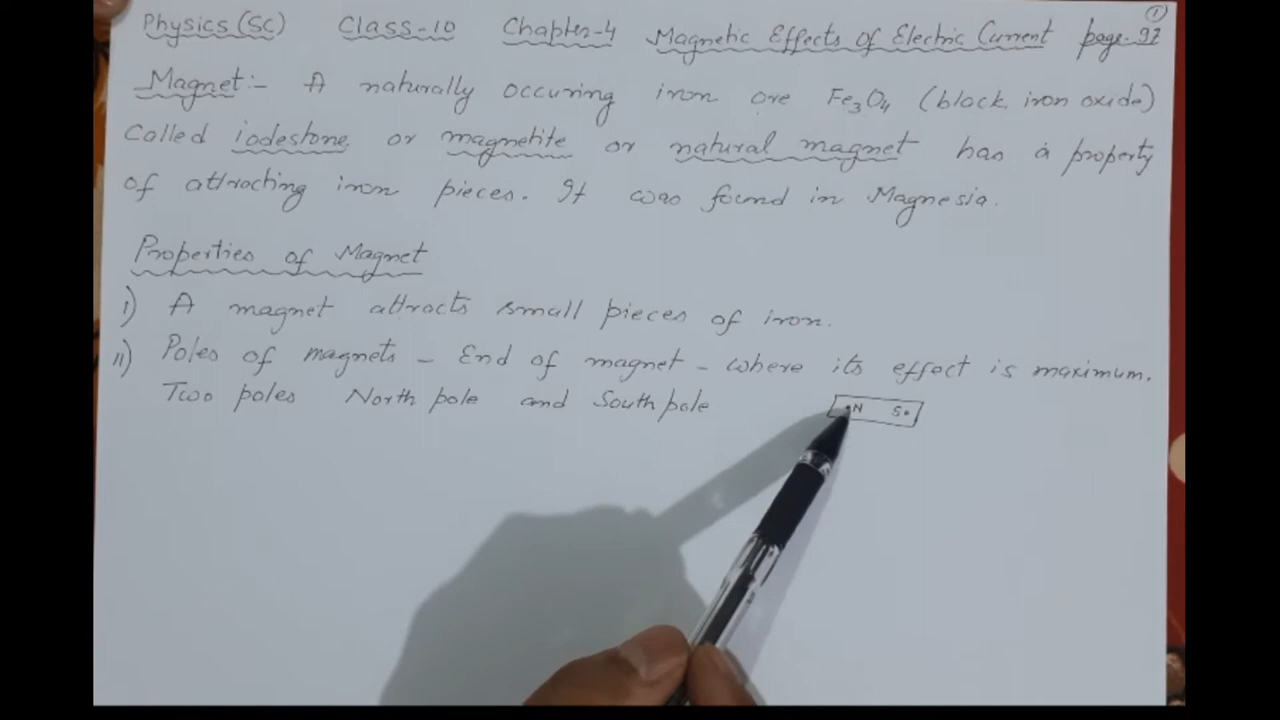 ①
Physics (SC) Class-10 Chapter-4 Magnetic Effects Of Electric Current page-92
Magnet:- A naturally occuring iron ore Fe₃O₄ (black iron oxide)
Called iodestone or magnetite or natural magnet has a property
of attracting iron pieces. It was found in Magnesia.
Properties of Magnet
i) A magnet attracts small pieces of iron.
ii) Poles of magnets - End of magnet - where its effect is maximum.
Two poles North pole and South pole
N S